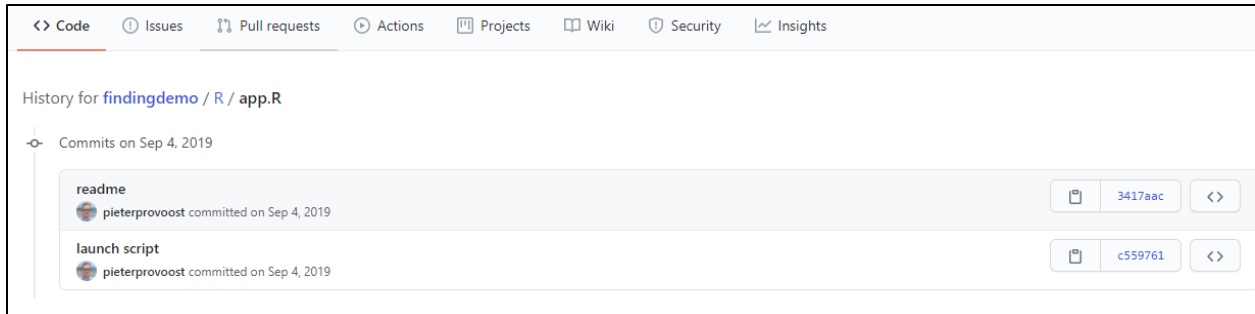 <> Code Issues Pull requests Actions Projects Wiki Security Insights
History for findingdemo / R / app.R
Commits on Sep 4, 2019
readme
pieterprovoost committed on Sep 4, 2019
3417aac <>
launch script
pieterprovoost committed on Sep 4, 2019
c559761 <>